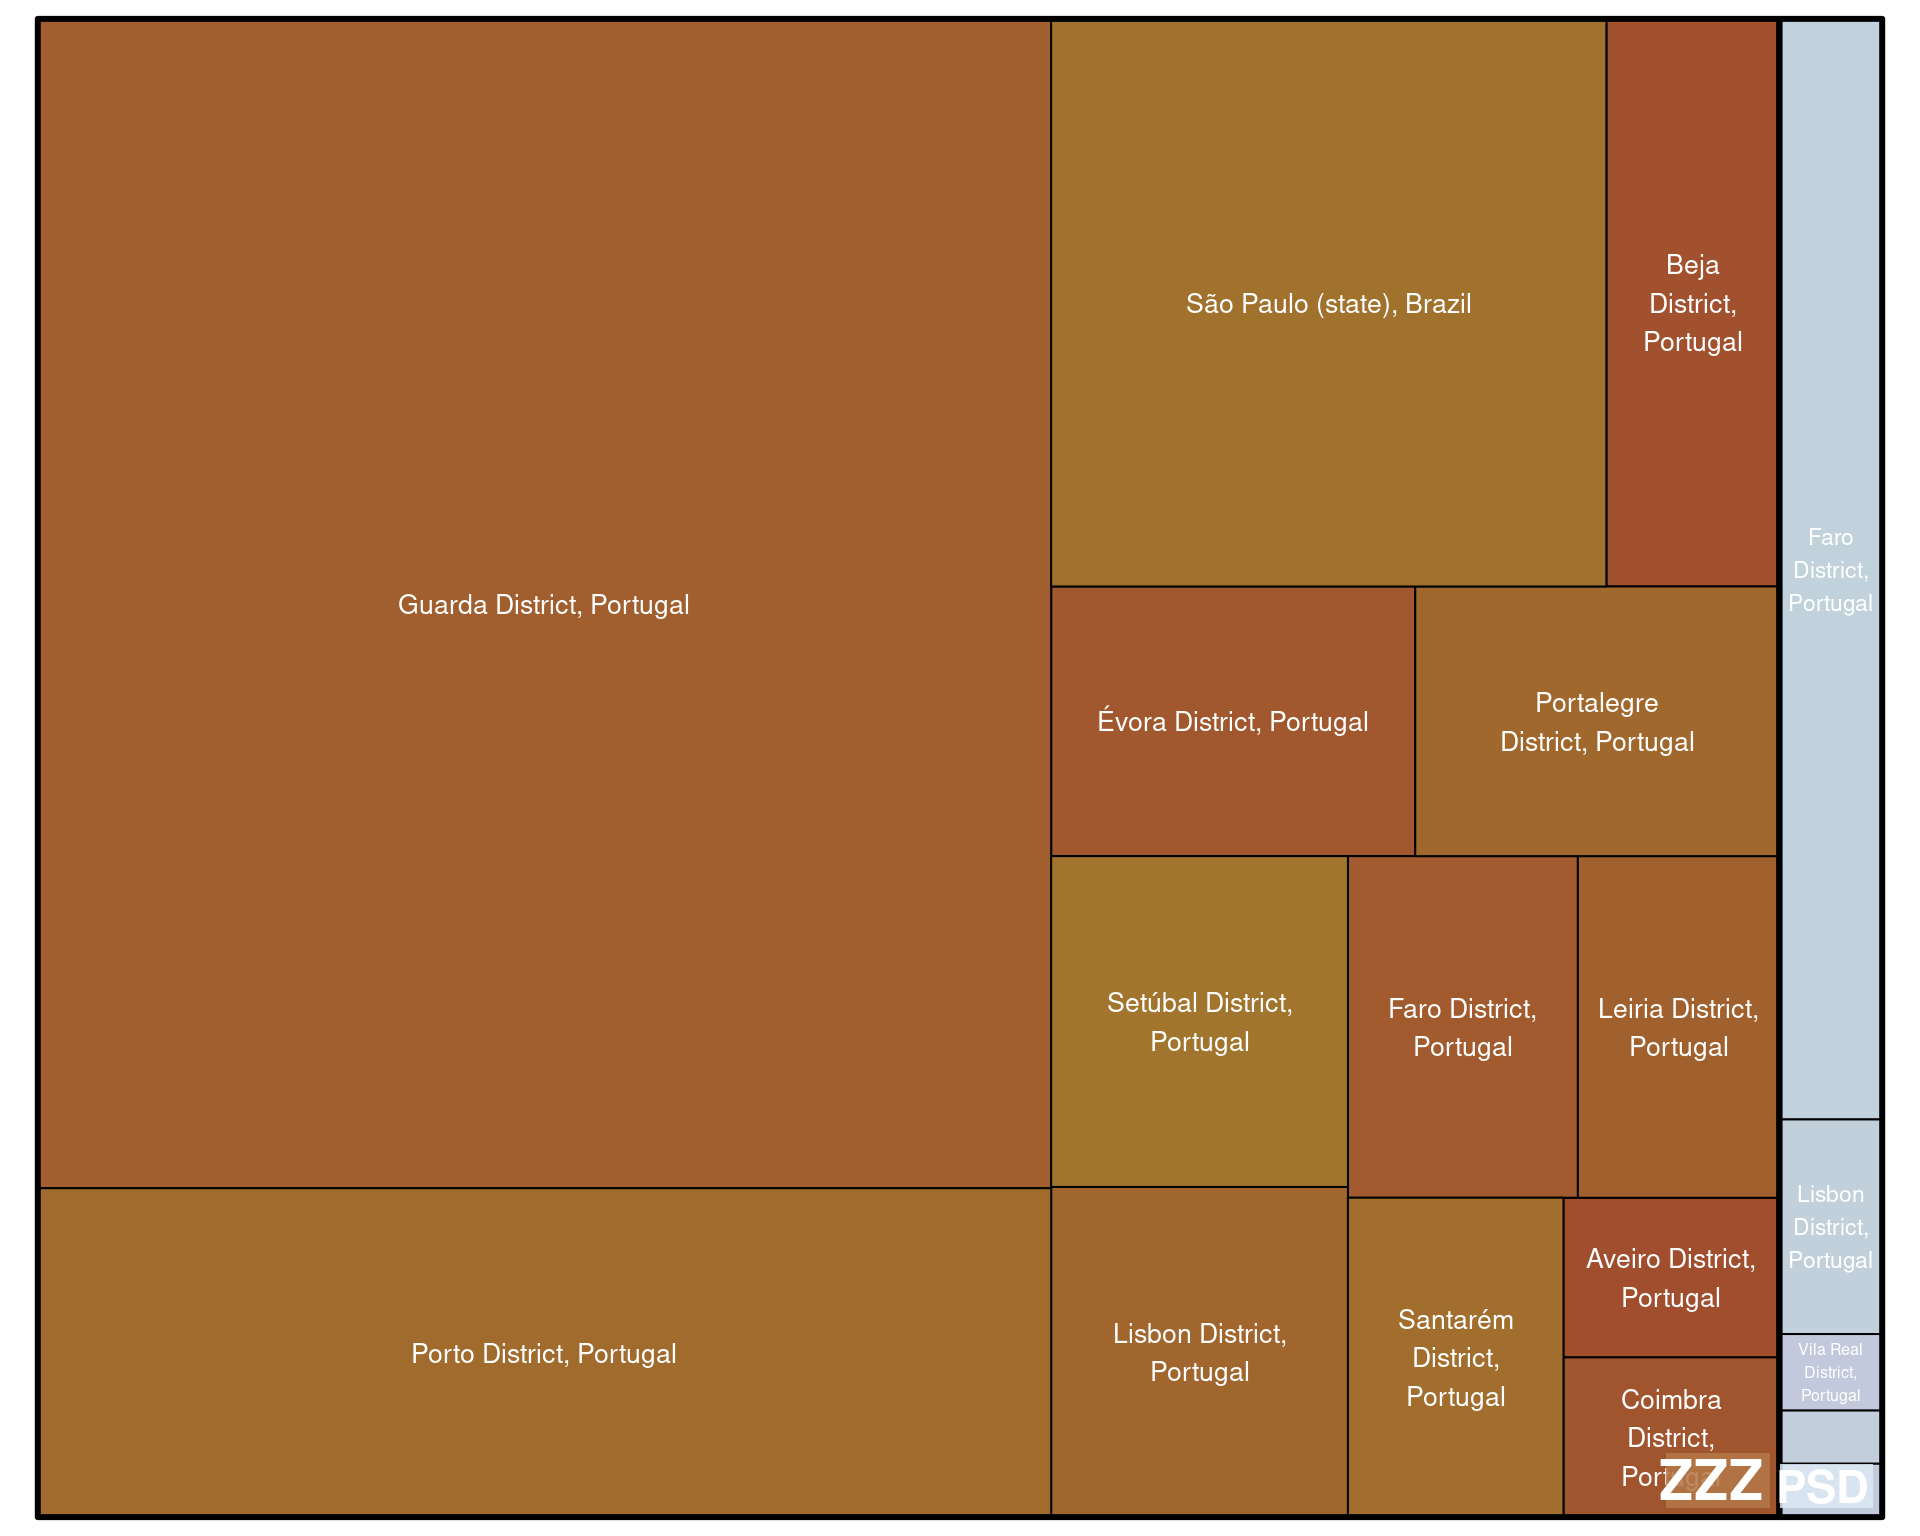 Guarda District, Portugal
Porto District, Portugal
São Paulo (state), Brazil
Beja
District,
Portugal
Évora District, Portugal
Portalegre
District, Portugal
Setúbal District,
Portugal
Faro District,
Portugal
Leiria District,
Portugal
Lisbon District,
Portugal
Santarém
District,
Portugal
Aveiro District,
Portugal
Coimbra
District,
Portugal
ZZZ
Faro
District,
Portugal
Lisbon
District,
Portugal
Vila Real
District,
Portugal
PSD